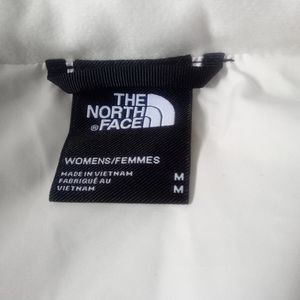 THE
NORTH
®FACE
WOMENS/FEMMES
MADE IN VIETNAM M
FABRIQUÉ AU
VIETNAM M